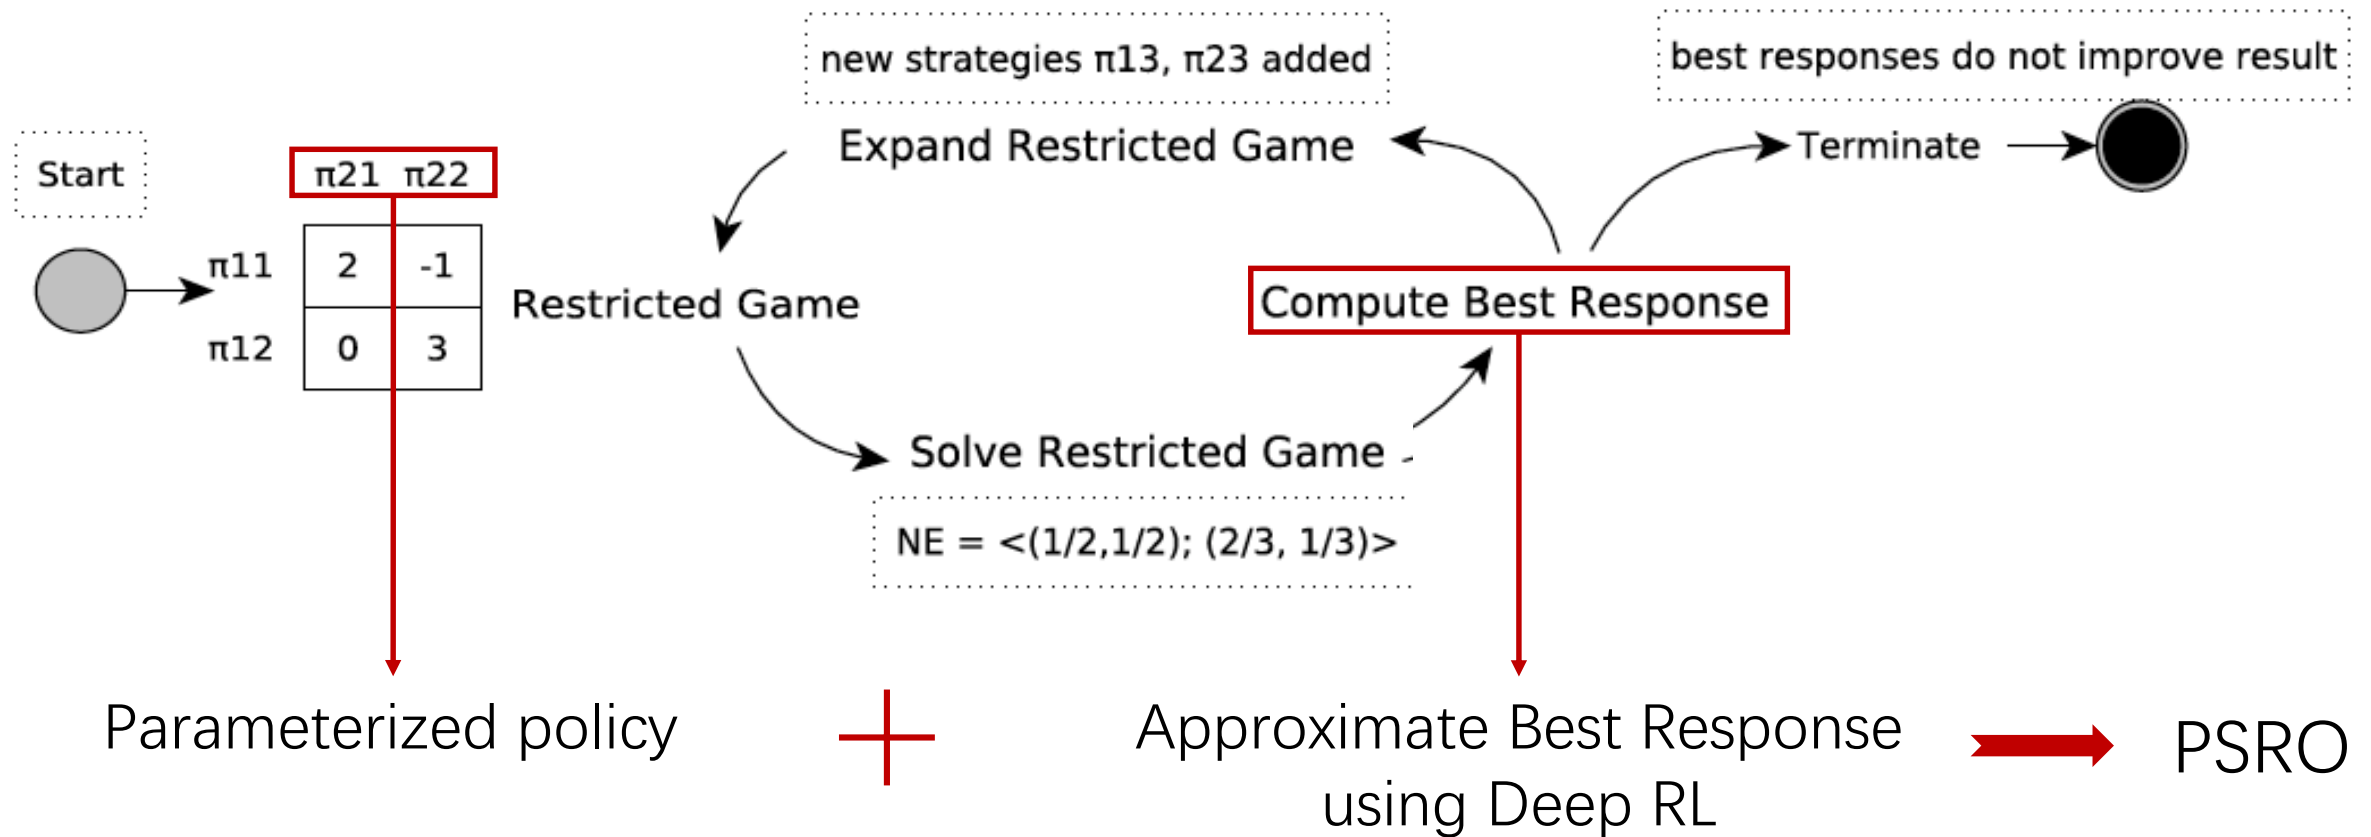 new strategies π13, π23 added
best responses do not improve result
Start
π21 π22
Expand Restricted Game
Terminate
π11 2 -1
Restricted Game
Compute Best Response
π12 0 3
Solve Restricted Game
NE = <(1/2,1/2); (2/3, 1/3)>
Parameterized policy
Approximate Best Response
using Deep RL
PSRO